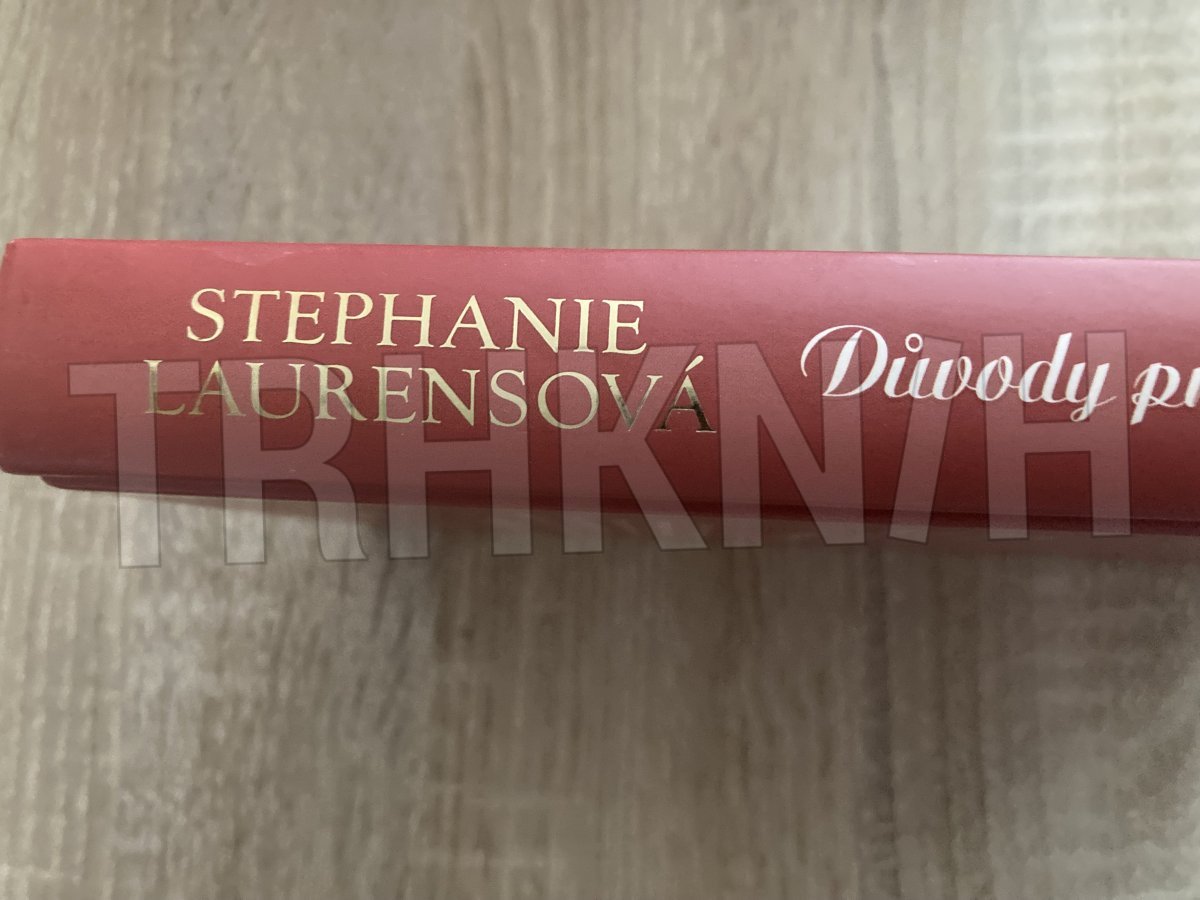 STEPHANIE
LAURENSOVÁ
Důvody
TRHKNIH